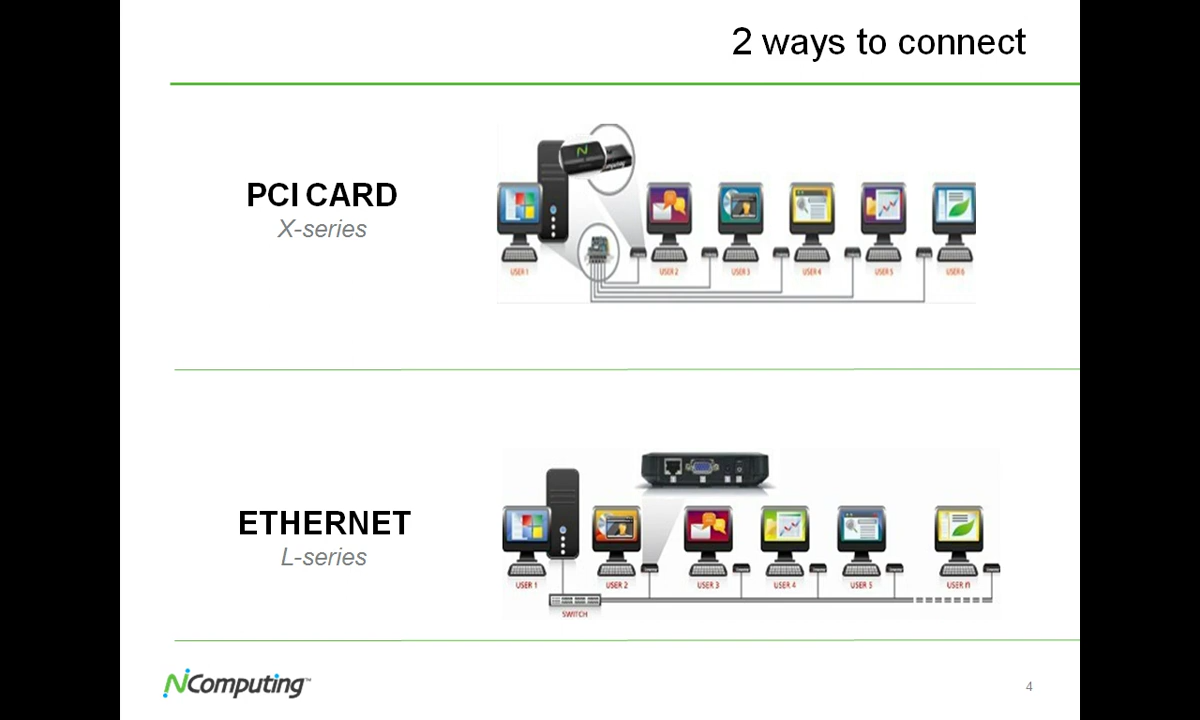 2 ways to connect
PCI CARD
X-series
USER 1
USER 2
USER 3
USER 4
USER 5
USER 6
ETHERNET
L-series
USER 1
USER 2
USER 3
USER 4
USER 5
USER n
SWITCH
NComputing™
4